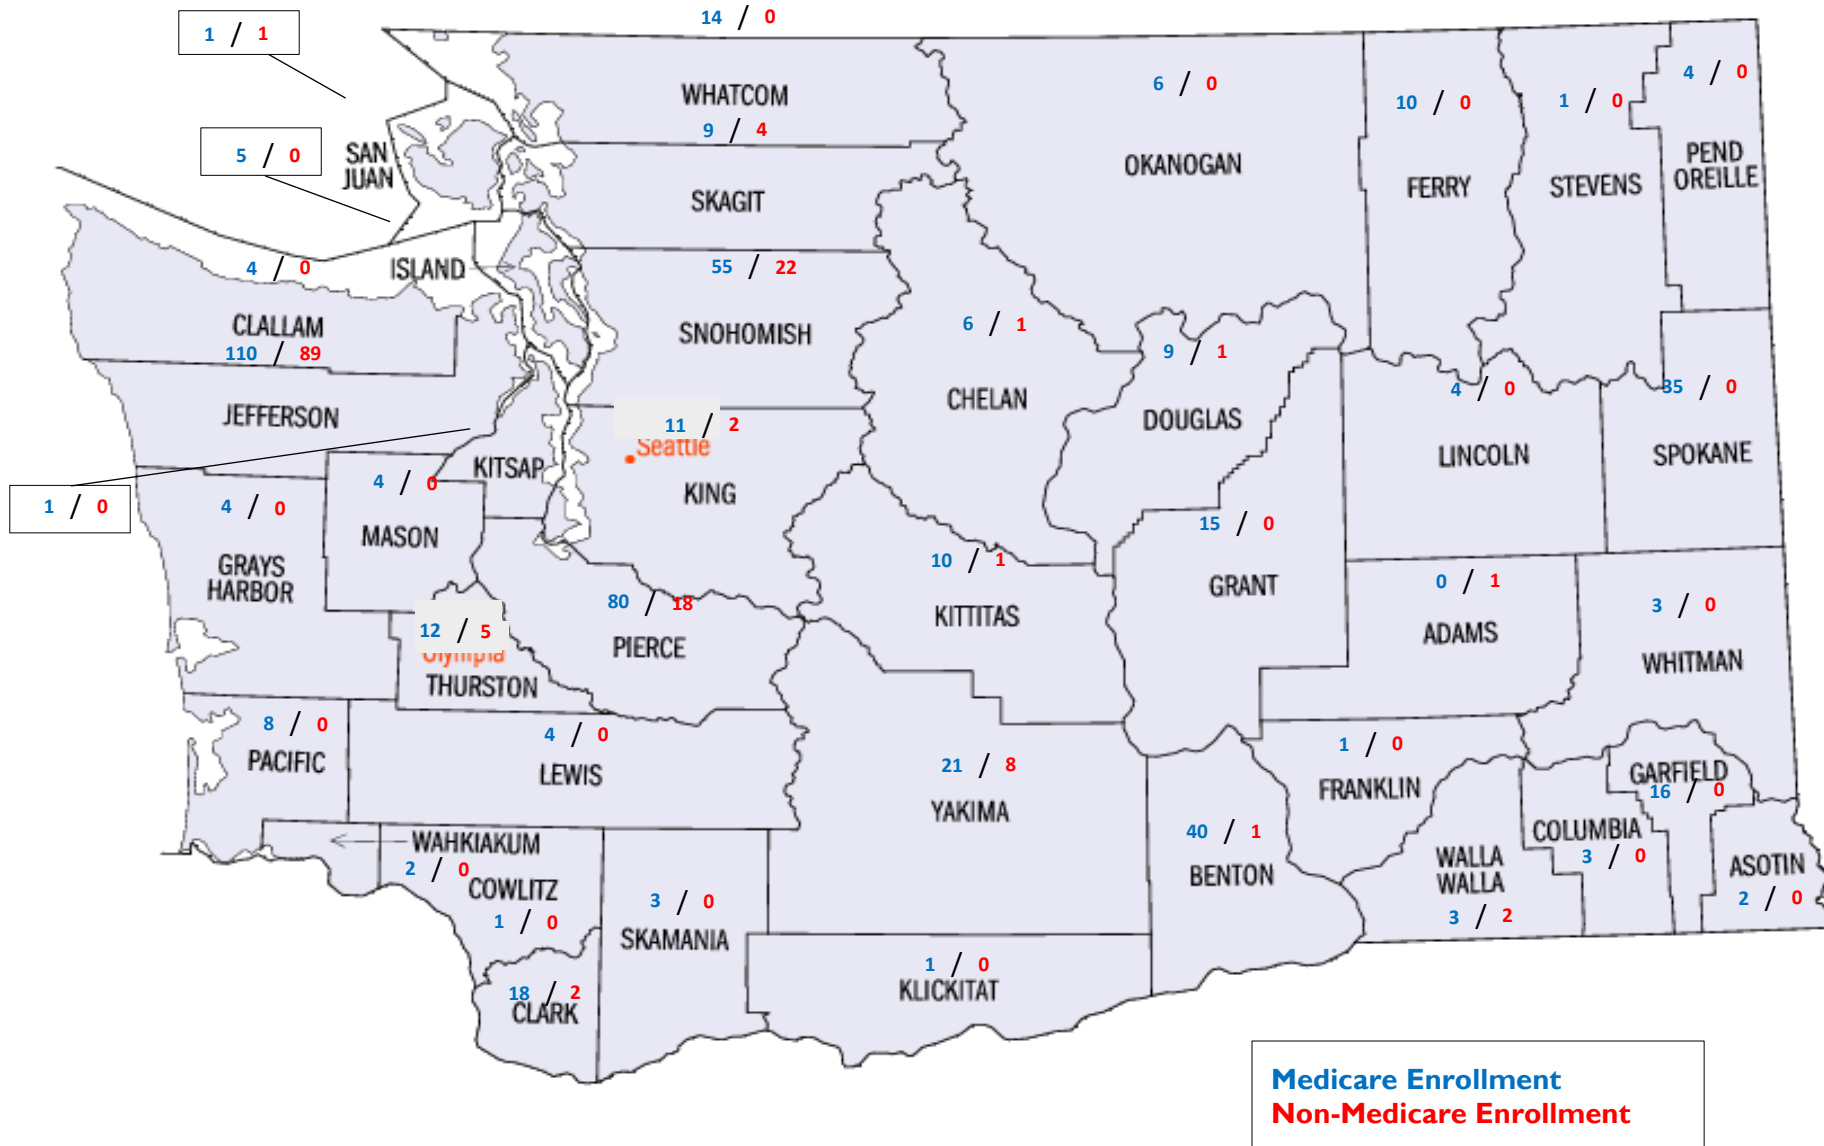 14 / 0
1 / 1
WHATCOM
9 / 4
6 / 0
OKANOGAN
10 / 0
FERRY
1 / 0
STEVENS
4 / 0
PEND
OREILLE
5 / 0
SAN
JUAN
SKAGIT
ISLAND
4 / 0
CLALLAM
110 / 89
55 / 22
SNOHOMISH
6 / 1
CHELAN
9 / 1
DOUGLAS
4 / 0
LINCOLN
35 / 0
SPOKANE
JEFFERSON
11 / 2
Seattle
KING
KITSAP
1 / 0
4 / 0
GRAYS
HARBOR
4 / 0
MASON
10 / 1
KITTITAS
15 / 0
GRANT
0 / 1
ADAMS
3 / 0
WHITMAN
80 / 18
PIERCE
12 / 5
Olympia
THURSTON
8 / 0
PACIFIC
4 / 0
LEWIS
21 / 8
YAKIMA
1 / 0
FRANKLIN
GARFIELD
16 / 0
40 / 1
BENTON
WALLA
WALLA
3 / 2
COLUMBIA
3 / 0
ASOTIN
2 / 0
WAHKIAKUM
2 / 0
COWLITZ
1 / 0
3 / 0
SKAMANIA
1 / 0
KLICKITAT
18 / 2
CLARK
Medicare Enrollment
Non-Medicare Enrollment